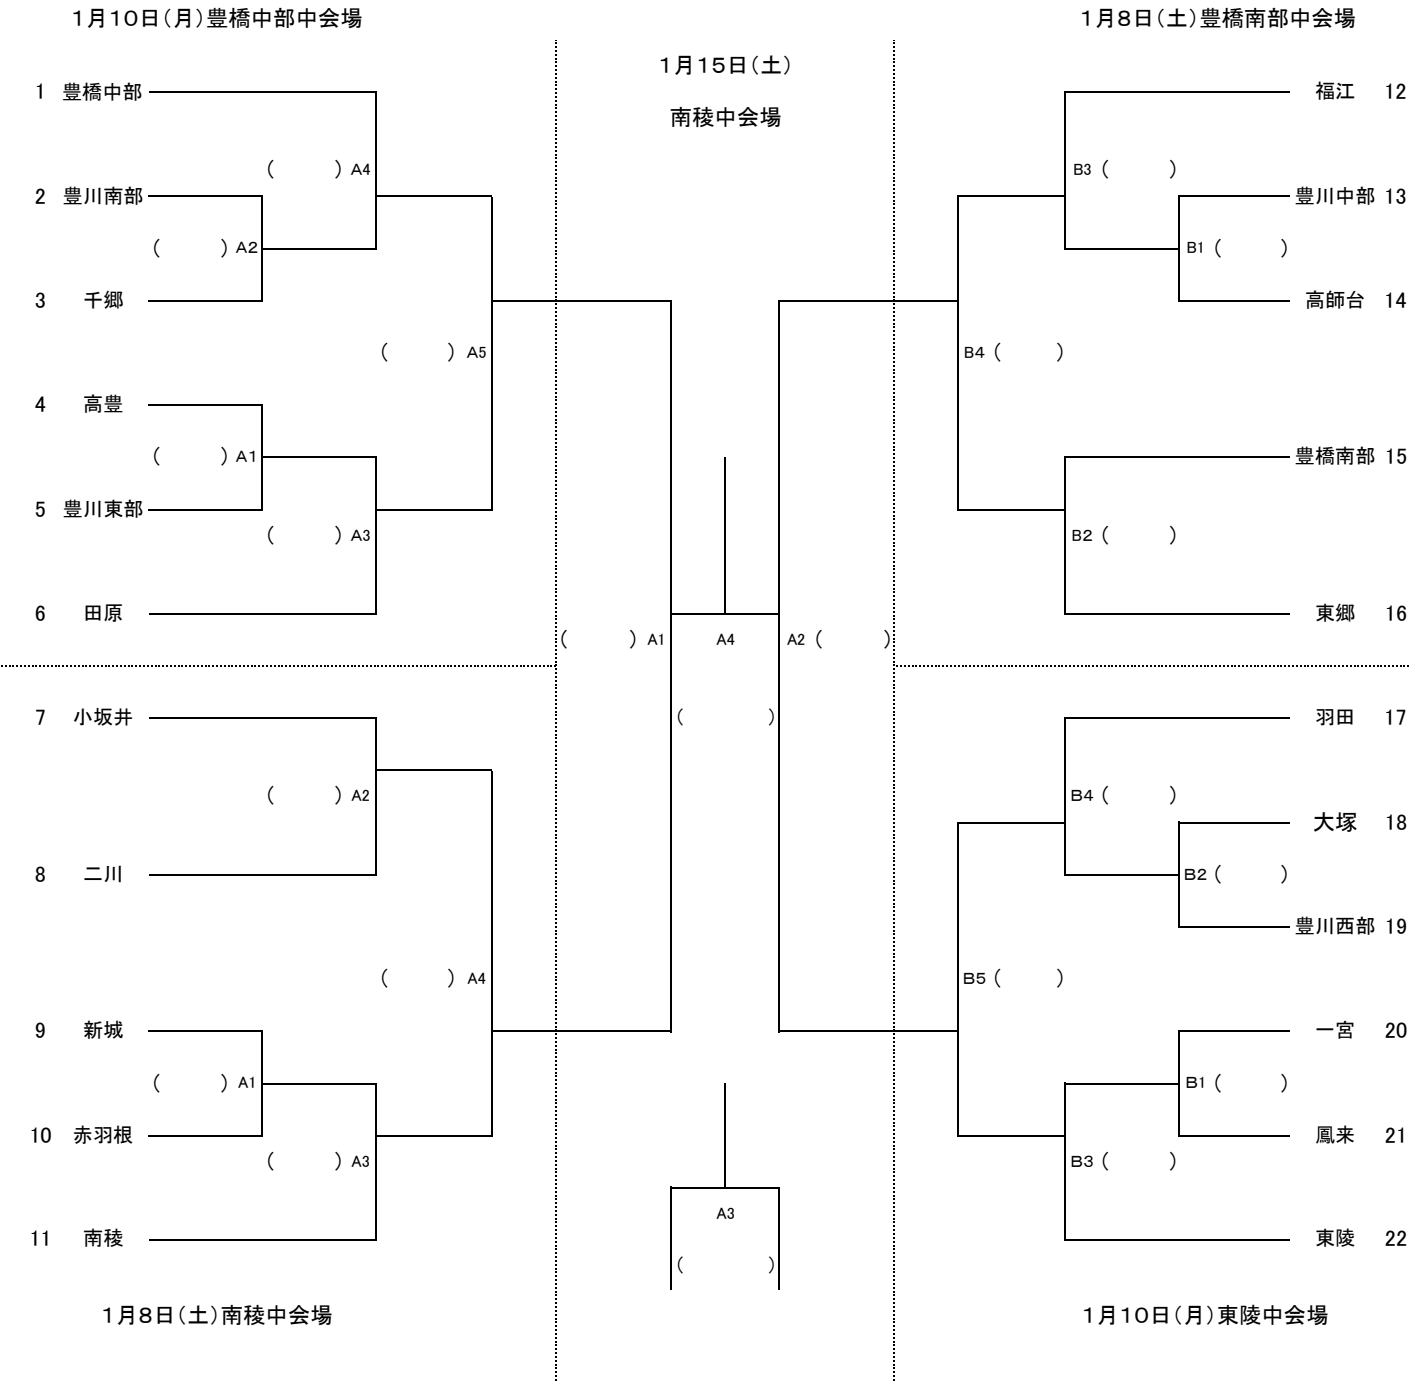 1月10日(月)豊橋中部中会場
1月8日(土)豊橋南部中会場
1月15日(土)
南稜中会場
1 豊橋中部
( ) A4
2 豊川南部
( ) A2
3 千郷
( ) A5
4 高豊
( ) A1
5 豊川東部
( ) A3
6 田原
7 小坂井
( ) A2
8 二川
( ) A4
9 新城
( ) A1
10 赤羽根
( ) A3
11 南稜
1月8日(土)南稜中会場
( ) A1
A4
( )
A2 ( )
A3
( )
福江 12
B3 ( )
豊川中部 13
B1 ( )
高師台 14
B4 ( )
豊橋南部 15
B2 ( )
東郷 16
羽田 17
B4 ( )
大塚 18
B2 ( )
豊川西部 19
B5 ( )
一宮 20
B1 ( )
鳳来 21
B3 ( )
東陵 22
1月10日(月)東陵中会場